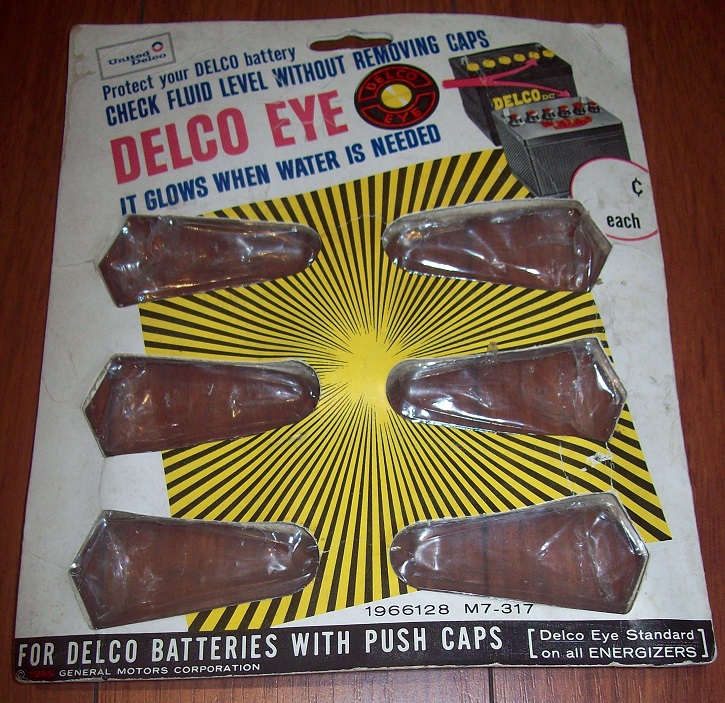 United
Delco
Protect your DELCO battery
CHECK FLUID LEVEL WITHOUT REMOVING CAPS
DELCO EYE
DELCO
EYE
IT GLOWS WHEN WATER IS NEEDED
DELCO DC
¢
each
1966128 M7-317
FOR DELCO BATTERIES WITH PUSH CAPS
[Delco Eye Standard
on all ENERGIZERS]
© GENERAL MOTORS CORPORATION